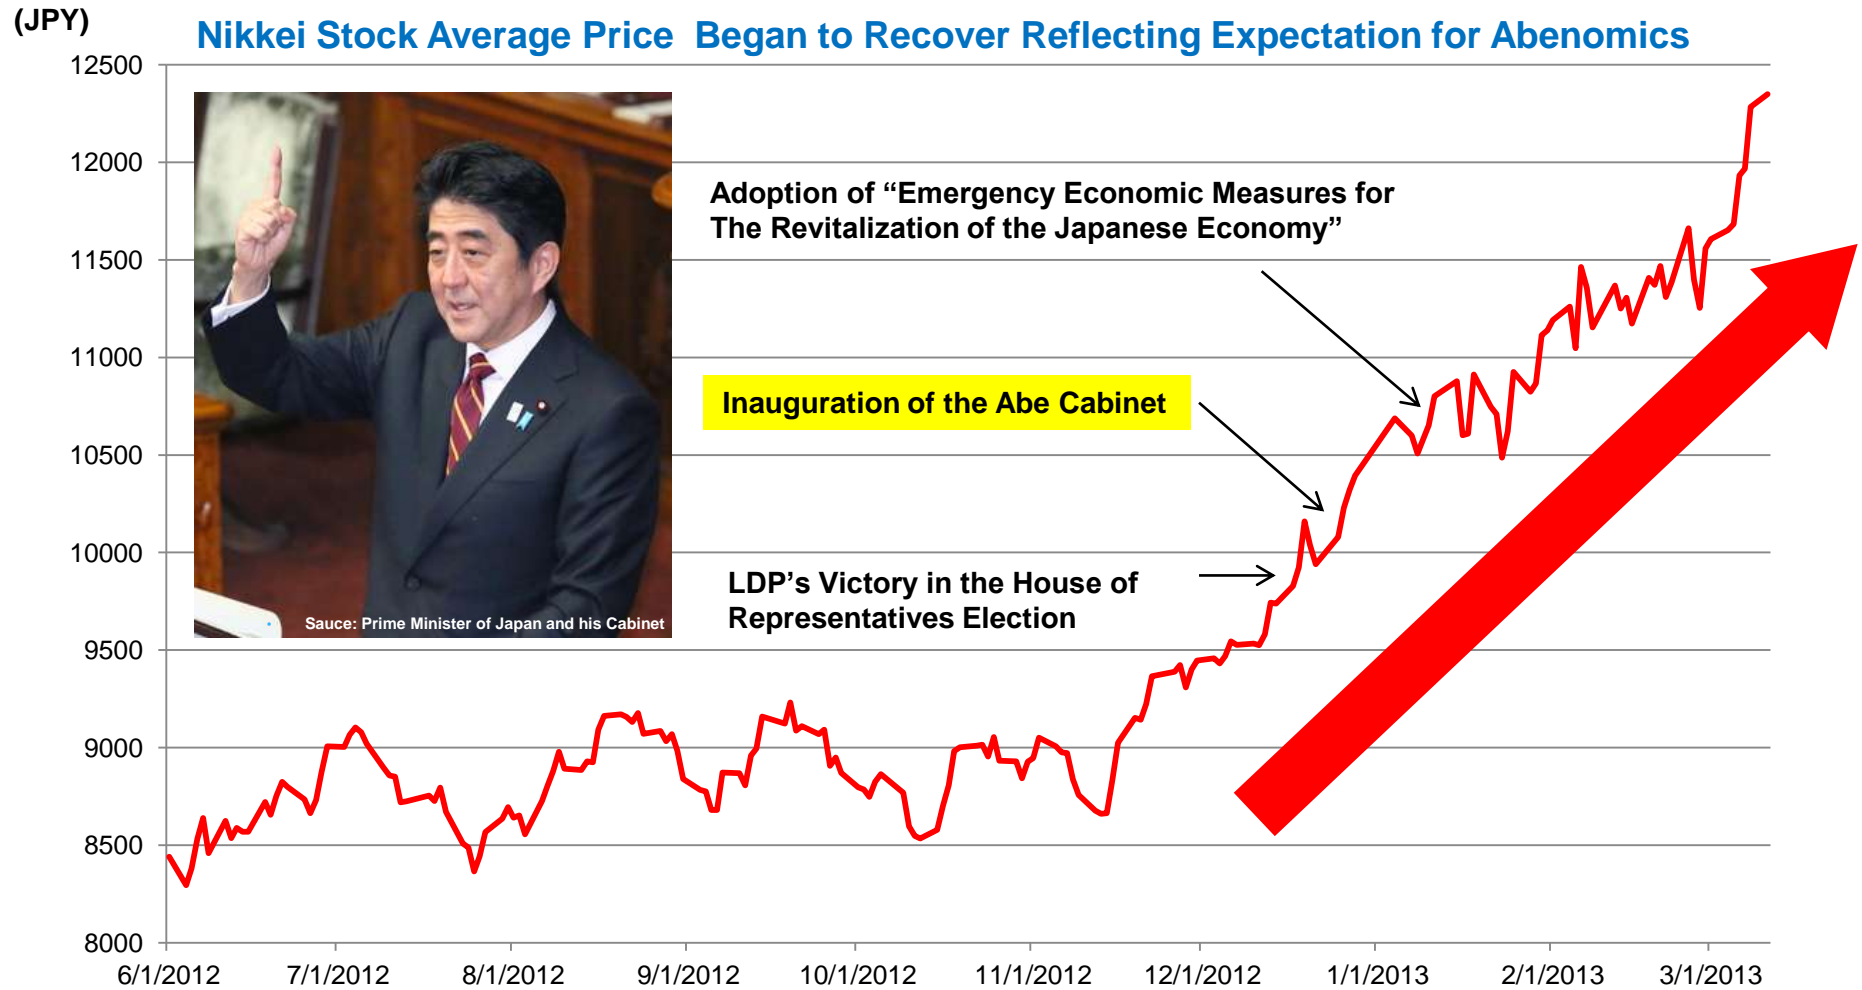 (JPY)
Nikkei Stock Average Price  Began to Recover Reflecting Expectation for Abenomics
12500
12000
11500
11000
10500
10000
9500
9000
8500
8000
Adoption of “Emergency Economic Measures for
The Revitalization of the Japanese Economy”
Inauguration of the Abe Cabinet
LDP’s Victory in the House of
Representatives Election
Sauce: Prime Minister of Japan and his Cabinet
6/1/2012 7/1/2012 8/1/2012 9/1/2012 10/1/2012 11/1/2012 12/1/2012 1/1/2013 2/1/2013 3/1/2013